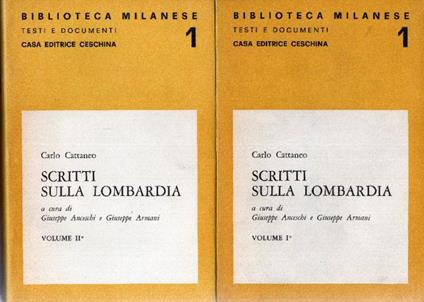 BIBLIOTECA MILANESE
TESTI E DOCUMENTI
CASA EDITRICE CESCHINA
1
Carlo Cattaneo
SCRITTI
SULLA LOMBARDIA
a cura di
Giuseppe Anceschi e Giuseppe Armani
VOLUME IIº
BIBLIOTECA MILANESE
TESTI E DOCUMENTI
CASA EDITRICE CESCHINA
1
Carlo Cattaneo
SCRITTI
SULLA LOMBARDIA
a cura di
Giuseppe Anceschi e Giuseppe Armani
VOLUME Iº